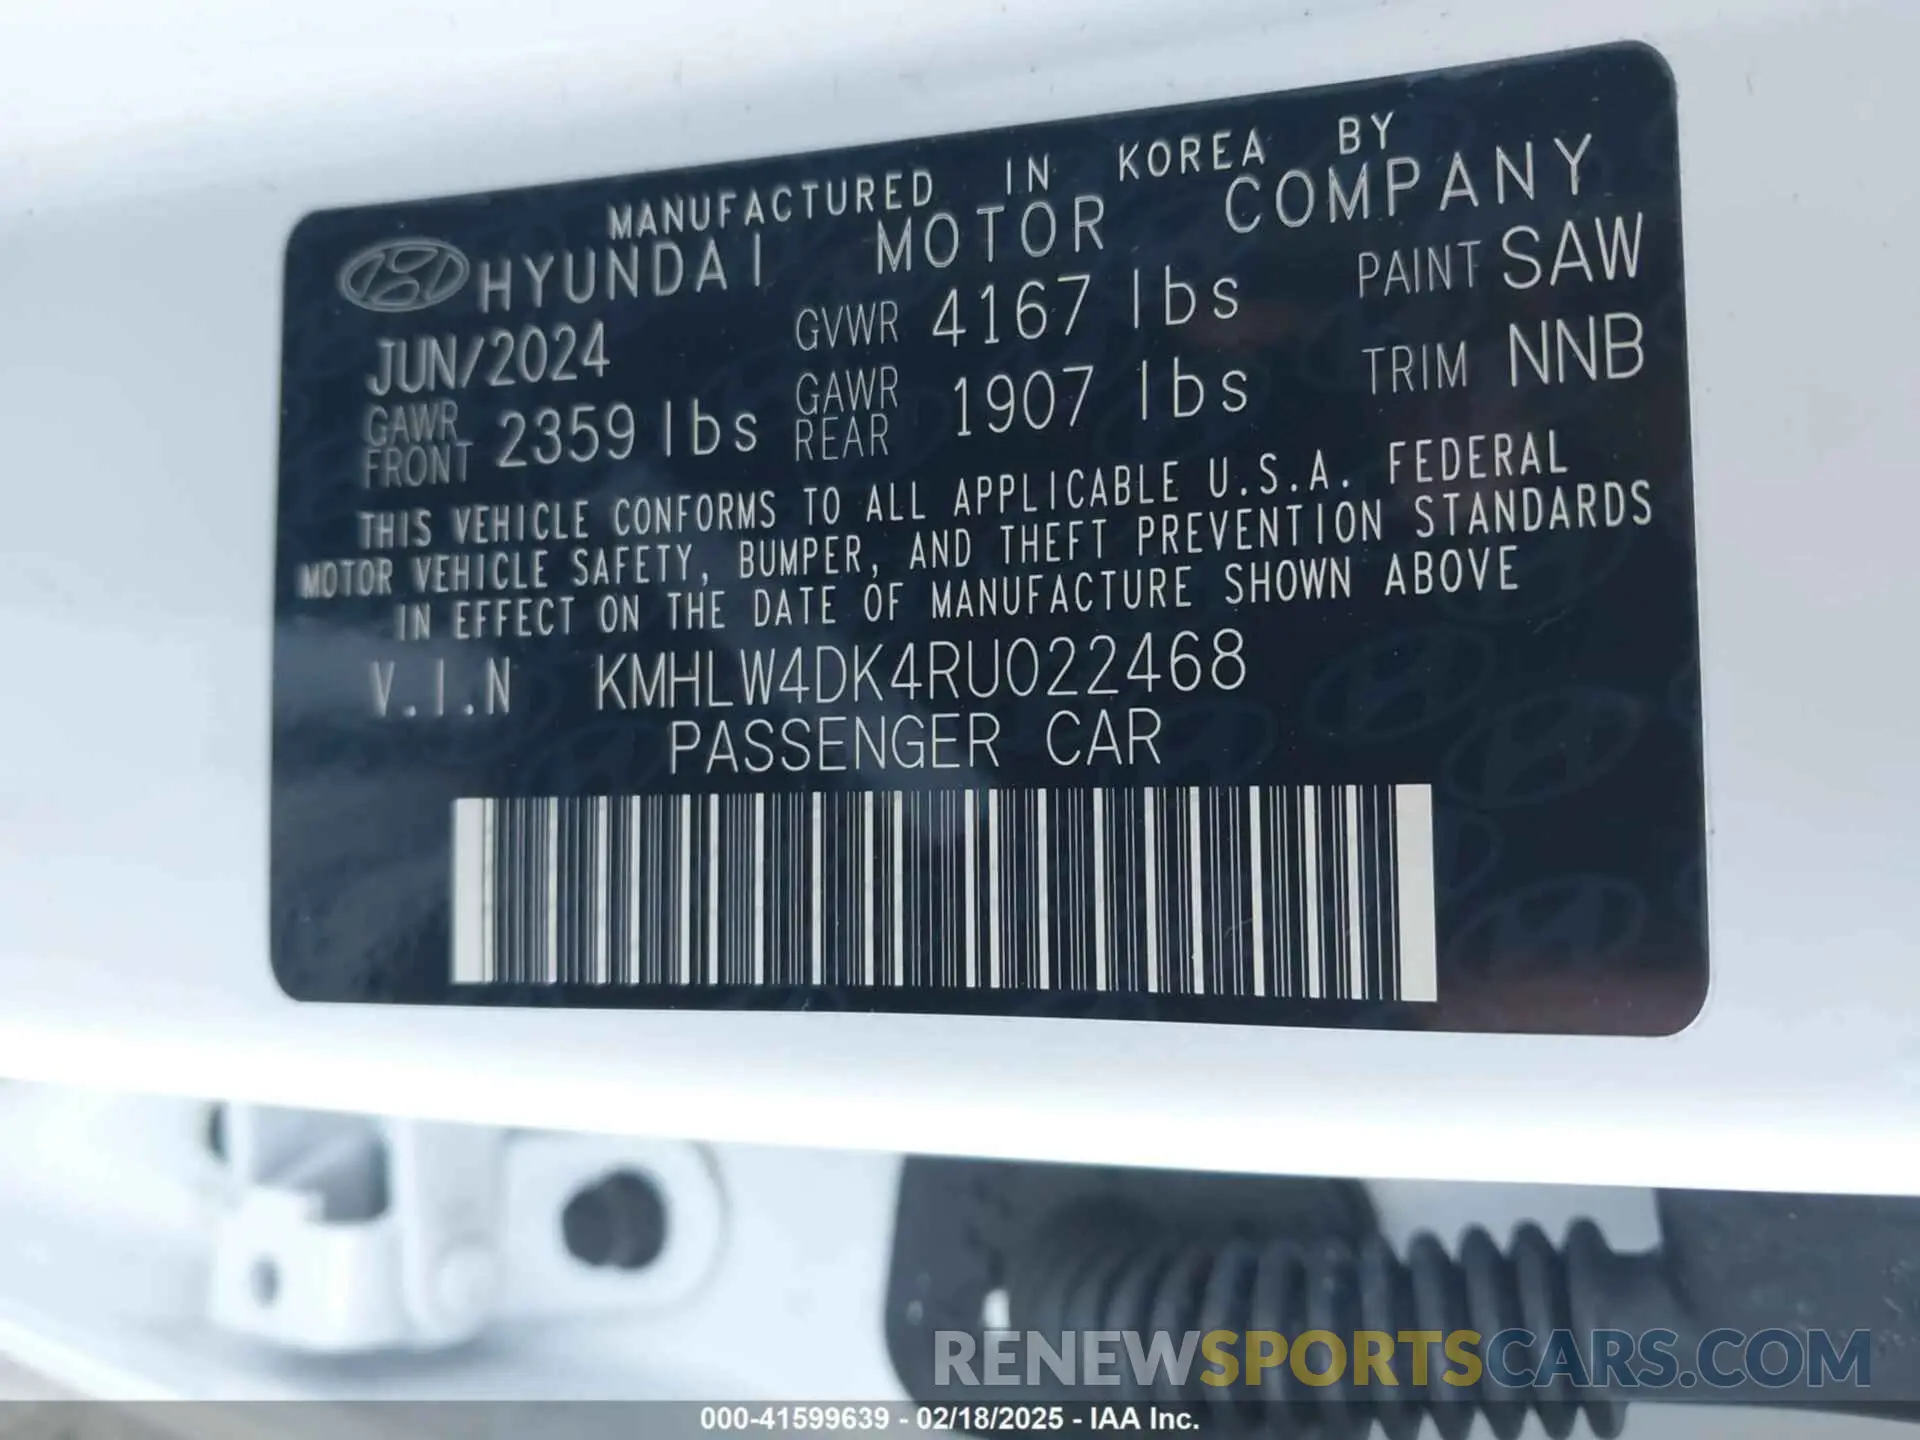 MANUFACTURED IN KOREA BY
HYUNDAI MOTOR COMPANY
JUN/2024 GVWR 4167 lbs PAINT SAW
GAWR FRONT 2359 lbs GAWR REAR 1907 lbs TRIM NNB
THIS VEHICLE CONFORMS TO ALL APPLICABLE U.S.A. FEDERAL
MOTOR VEHICLE SAFETY, BUMPER, AND THEFT PREVENTION STANDARDS
IN EFFECT ON THE DATE OF MANUFACTURE SHOWN ABOVE
V.I.N KMHLW4DK4RU022468
PASSENGER CAR
RENEWSPORTSCARS.COM
000-41599639 - 02/18/2025 - IAA Inc.